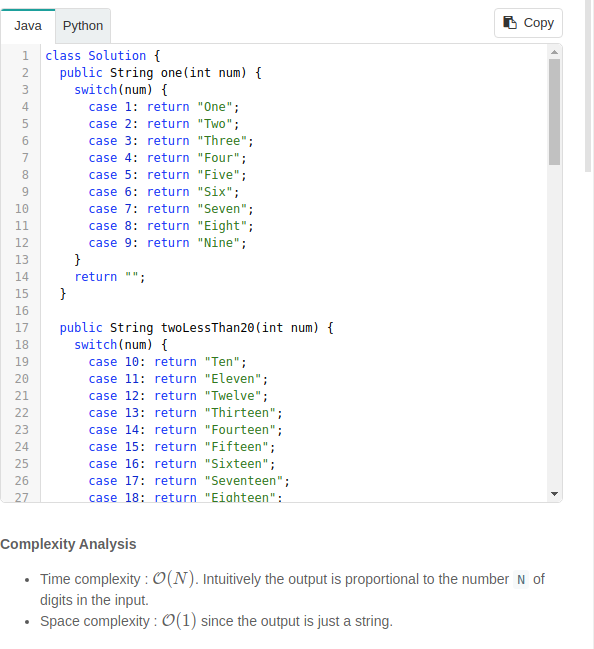 Java Python Copy
1 class Solution {
2 public String one(int num) {
3 switch(num) {
4 case 1: return "One";
5 case 2: return "Two";
6 case 3: return "Three";
7 case 4: return "Four";
8 case 5: return "Five";
9 case 6: return "Six";
10 case 7: return "Seven";
11 case 8: return "Eight";
12 case 9: return "Nine";
13 }
14 return "";
15 }
16
17 public String twoLessThan20(int num) {
18 switch(num) {
19 case 10: return "Ten";
20 case 11: return "Eleven";
21 case 12: return "Twelve";
22 case 13: return "Thirteen";
23 case 14: return "Fourteen";
24 case 15: return "Fifteen";
25 case 16: return "Sixteen";
26 case 17: return "Seventeen";
27 case 18: return "Eighteen";
Complexity Analysis
• Time complexity : O(N). Intuitively the output is proportional to the number N of
digits in the input.
• Space complexity : O(1) since the output is just a string.